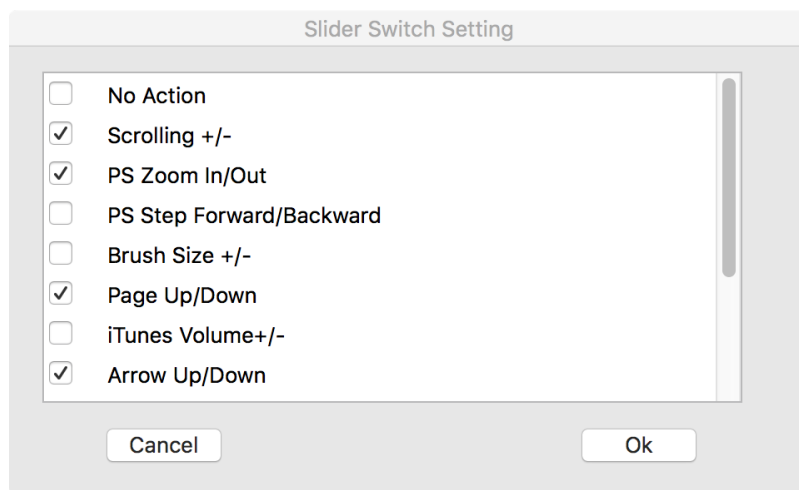 Slider Switch Setting
No Action
Scrolling +/-
PS Zoom In/Out
PS Step Forward/Backward
Brush Size +/-
Page Up/Down
iTunes Volume+/-
Arrow Up/Down
Cancel
Ok